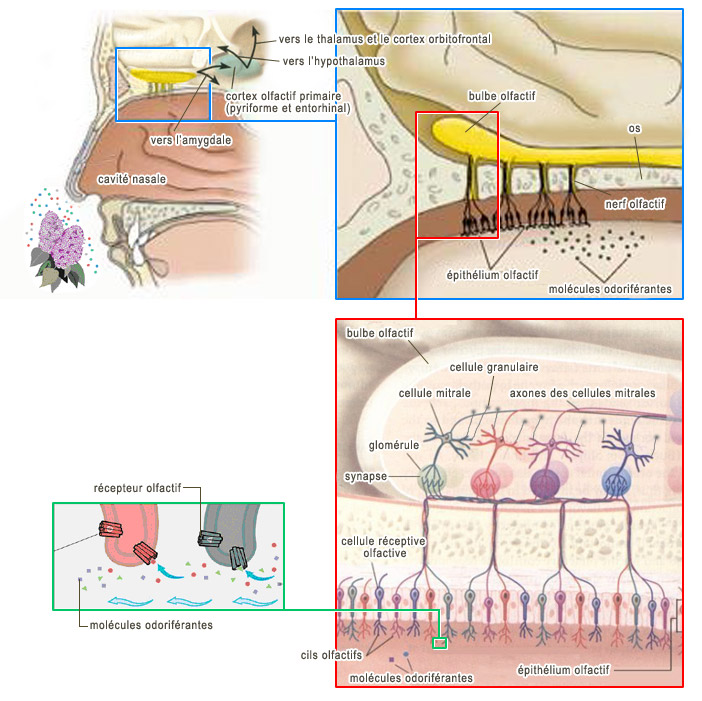 vers le thalamus et le cortex orbitofrontal
vers l'hypothalamus
cortex olfactif primaire
(pyriforme et entorhinal)
vers l'amygdale
cavité nasale
bulbe olfactif
os
nerf olfactif
épithélium olfactif
molécules odoriférantes
bulbe olfactif
cellule granulaire
cellule mitrale
axones des cellules mitrales
glomérule
synapse
cellule réceptive
olfactive
cils olfactifs
molécules odoriférantes
épithélium olfactif
récepteur olfactif
molécules odoriférantes